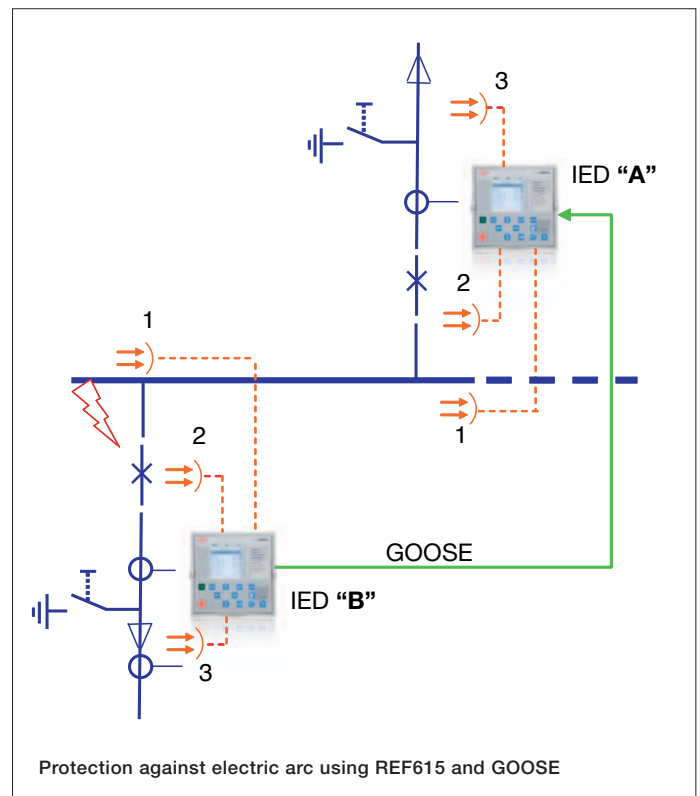 3
IED "A"
2
1
1
2
GOOSE
IED "B"
3
Protection against electric arc using REF615 and GOOSE